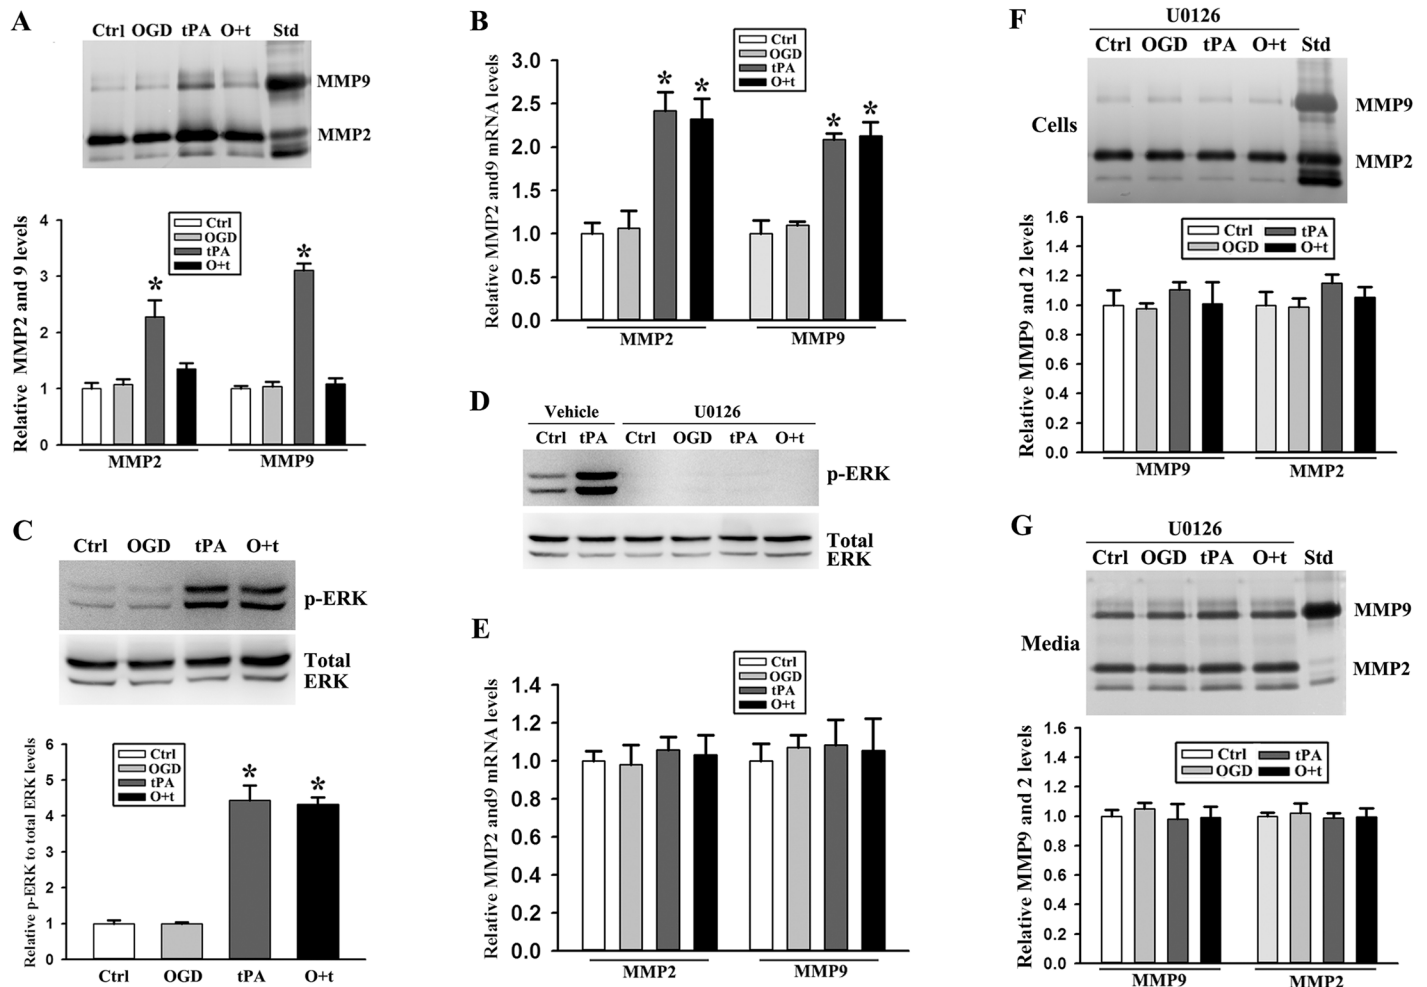 A
Ctrl OGD tPA O+t Std
MMP9
MMP2
Relative MMP2 and 9 levels
4
3
2
1
0
Ctrl
OGD
tPA
O+t
*
*
MMP2 MMP9
B
Relative MMP2 and9 mRNA levels
3.0
2.5
2.0
1.5
1.0
0.5
0.0
Ctrl
OGD
tPA
O+t
* * * *
MMP2 MMP9
C
Ctrl OGD tPA O+t
p-ERK
Total
ERK
Relative p-ERK to total ERK levels
6
5
4
2
1
0
Ctrl
OGD
tPA
O+t
* *
Ctrl OGD tPA O+t
D
Vehicle U0126
Ctrl tPA Ctrl OGD tPA O+t
p-ERK
Total
ERK
E
Relative MMP2 and9 mRNA levels
1.4
1.2
1.0
0.8
0.6
0.4
0.2
0.0
Ctrl
OGD
tPA
O+t
MMP2 MMP9
F
U0126
Ctrl OGD tPA O+t Std
Cells
MMP9
MMP2
Relative MMP9 and 2 levels
1.6
1.4
1.2
1.0
0.8
0.6
0.4
0.2
0.0
Ctrl tPA
OGD O+t
MMP9 MMP2
G
U0126
Ctrl OGD tPA O+t Std
Media
MMP9
MMP2
Relative MMP9 and 2 levels
1.6
1.4
1.2
1.0
0.8
0.6
0.4
0.2
0.0
Ctrl tPA
OGD O+t
MMP9 MMP2